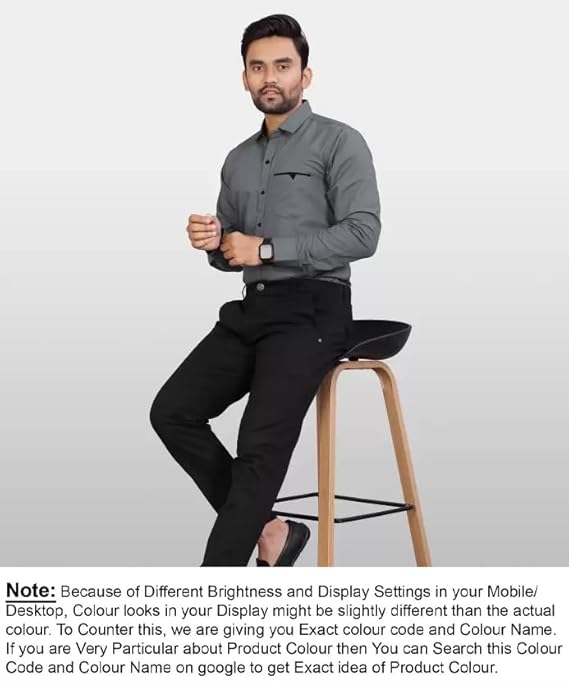 Note: Because of Different Brightness and Display Settings in your Mobile/
Desktop, Colour looks in your Display might be slightly different than the actual
colour. To Counter this, we are giving you Exact colour code and Colour Name.
If you are Very Particular about Product Colour then You can Search this Colour
Code and Colour Name on google to get Exact idea of Product Colour.